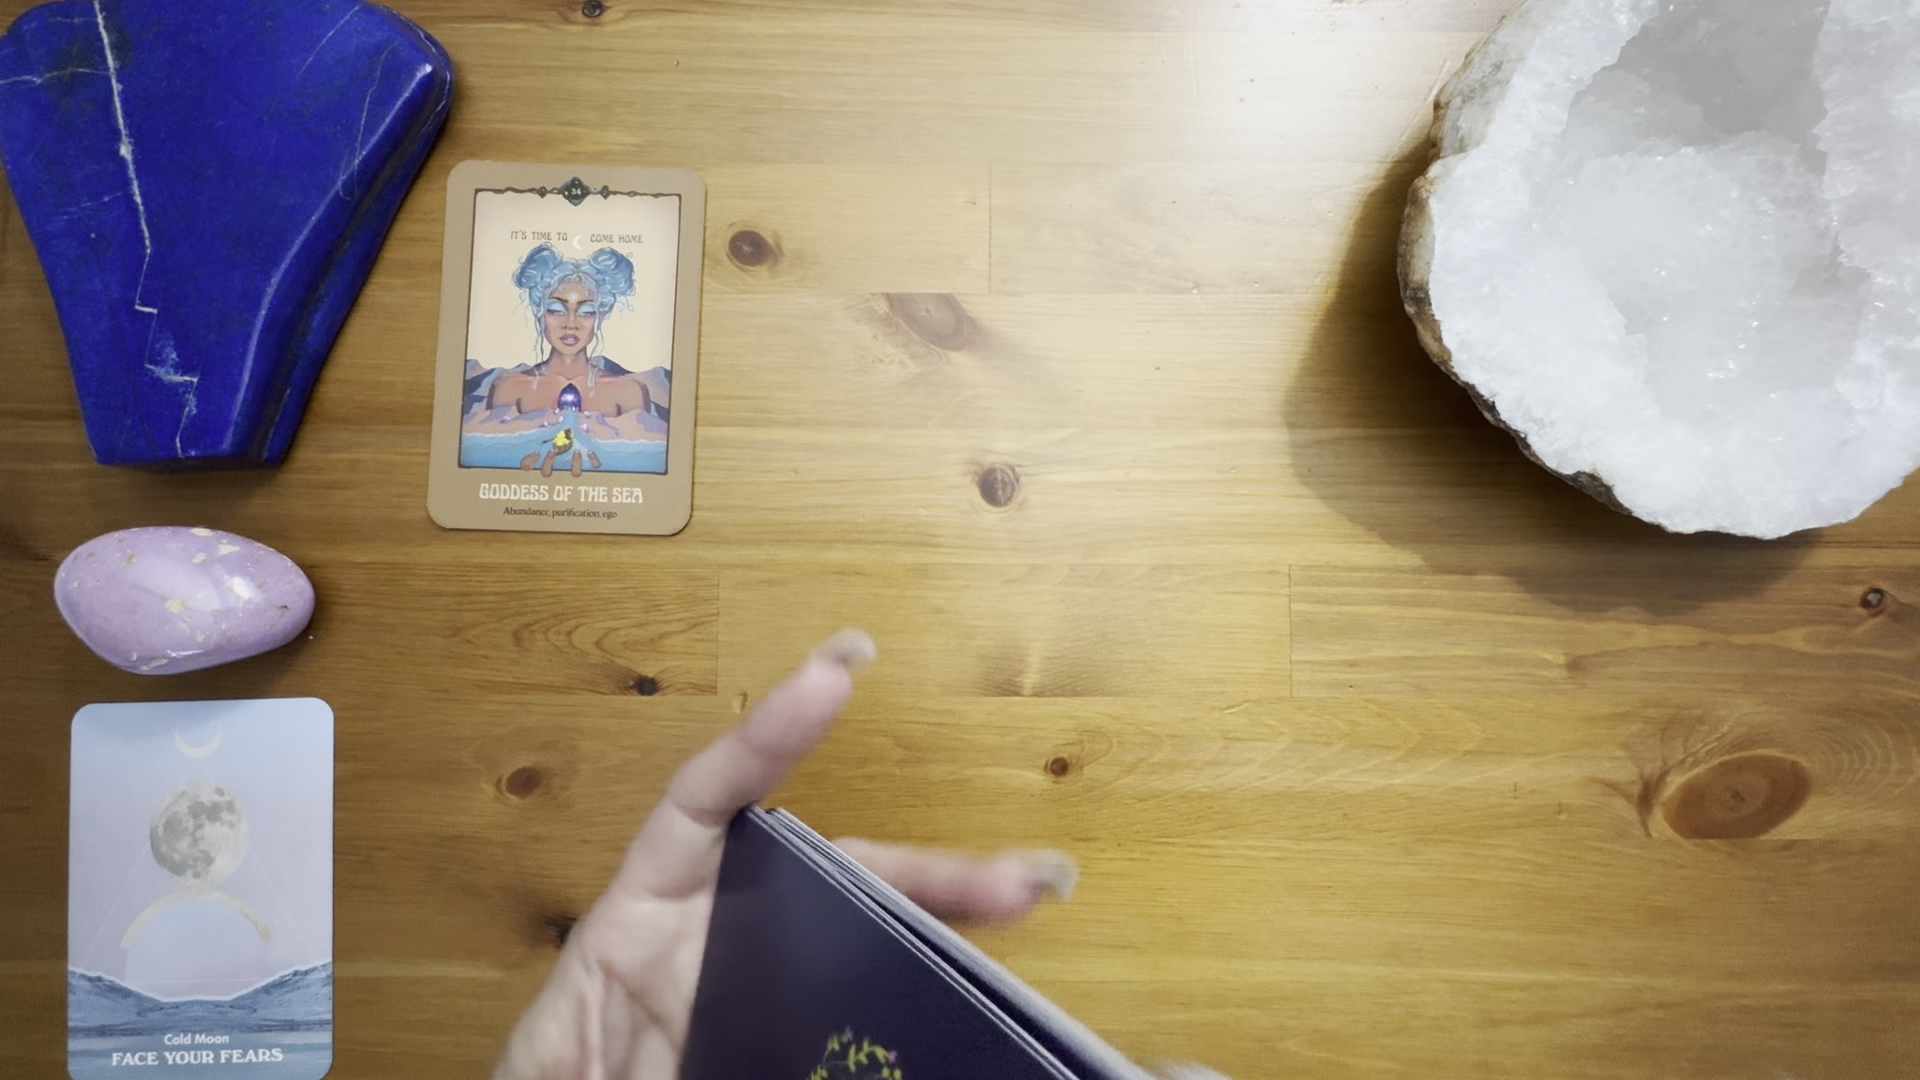 34
IT'S TIME TO COME HOME
GODDESS OF THE SEA
Abundance, purification, ego
Cold Moon
FACE YOUR FEARS